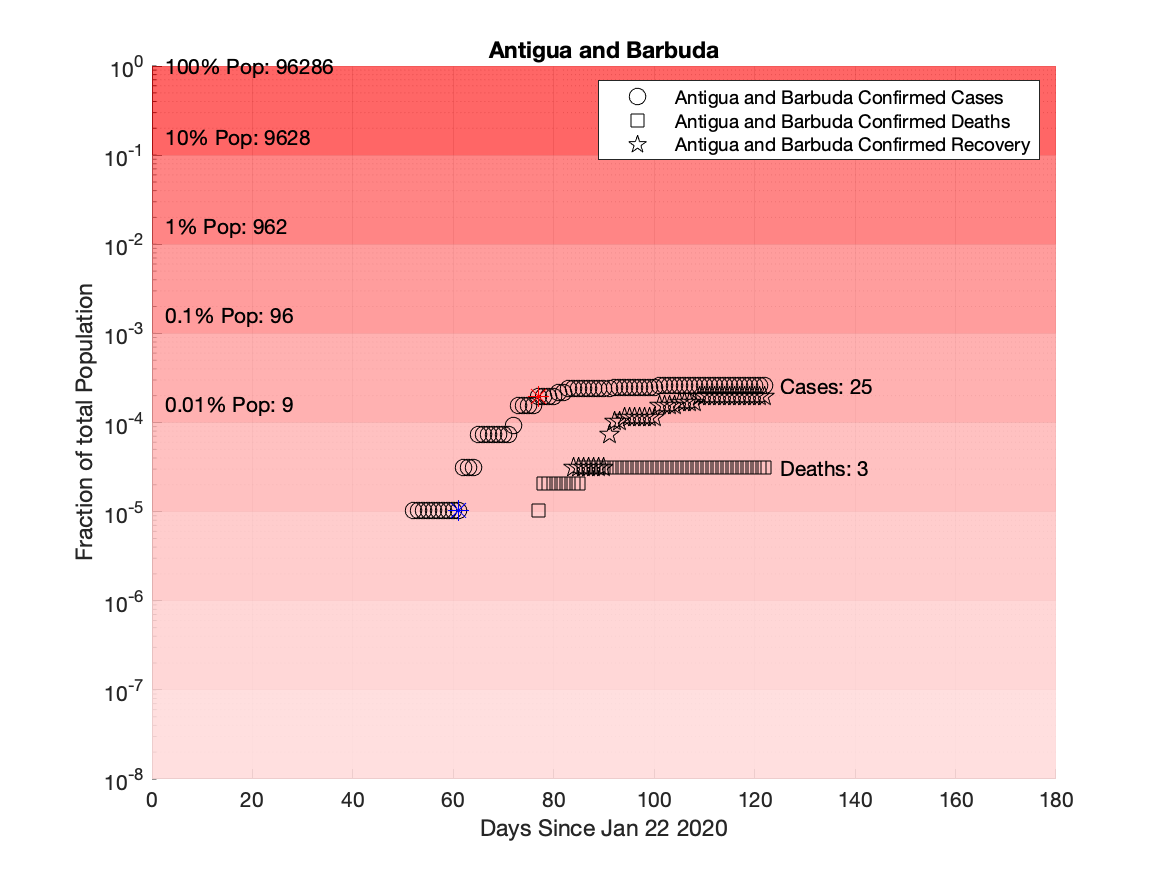 Antigua and Barbuda
10^0
10^-1
10^-2
10^-3
10^-4
10^-5
10^-6
10^-7
10^-8
Fraction of total Population
100% Pop: 96286
10% Pop: 9628
1% Pop: 962
0.1% Pop: 96
0.01% Pop: 9
Antigua and Barbuda Confirmed Cases
Antigua and Barbuda Confirmed Deaths
Antigua and Barbuda Confirmed Recovery
Cases: 25
Deaths: 3
0 20 40 60 80 100 120 140 160 180
Days Since Jan 22 2020